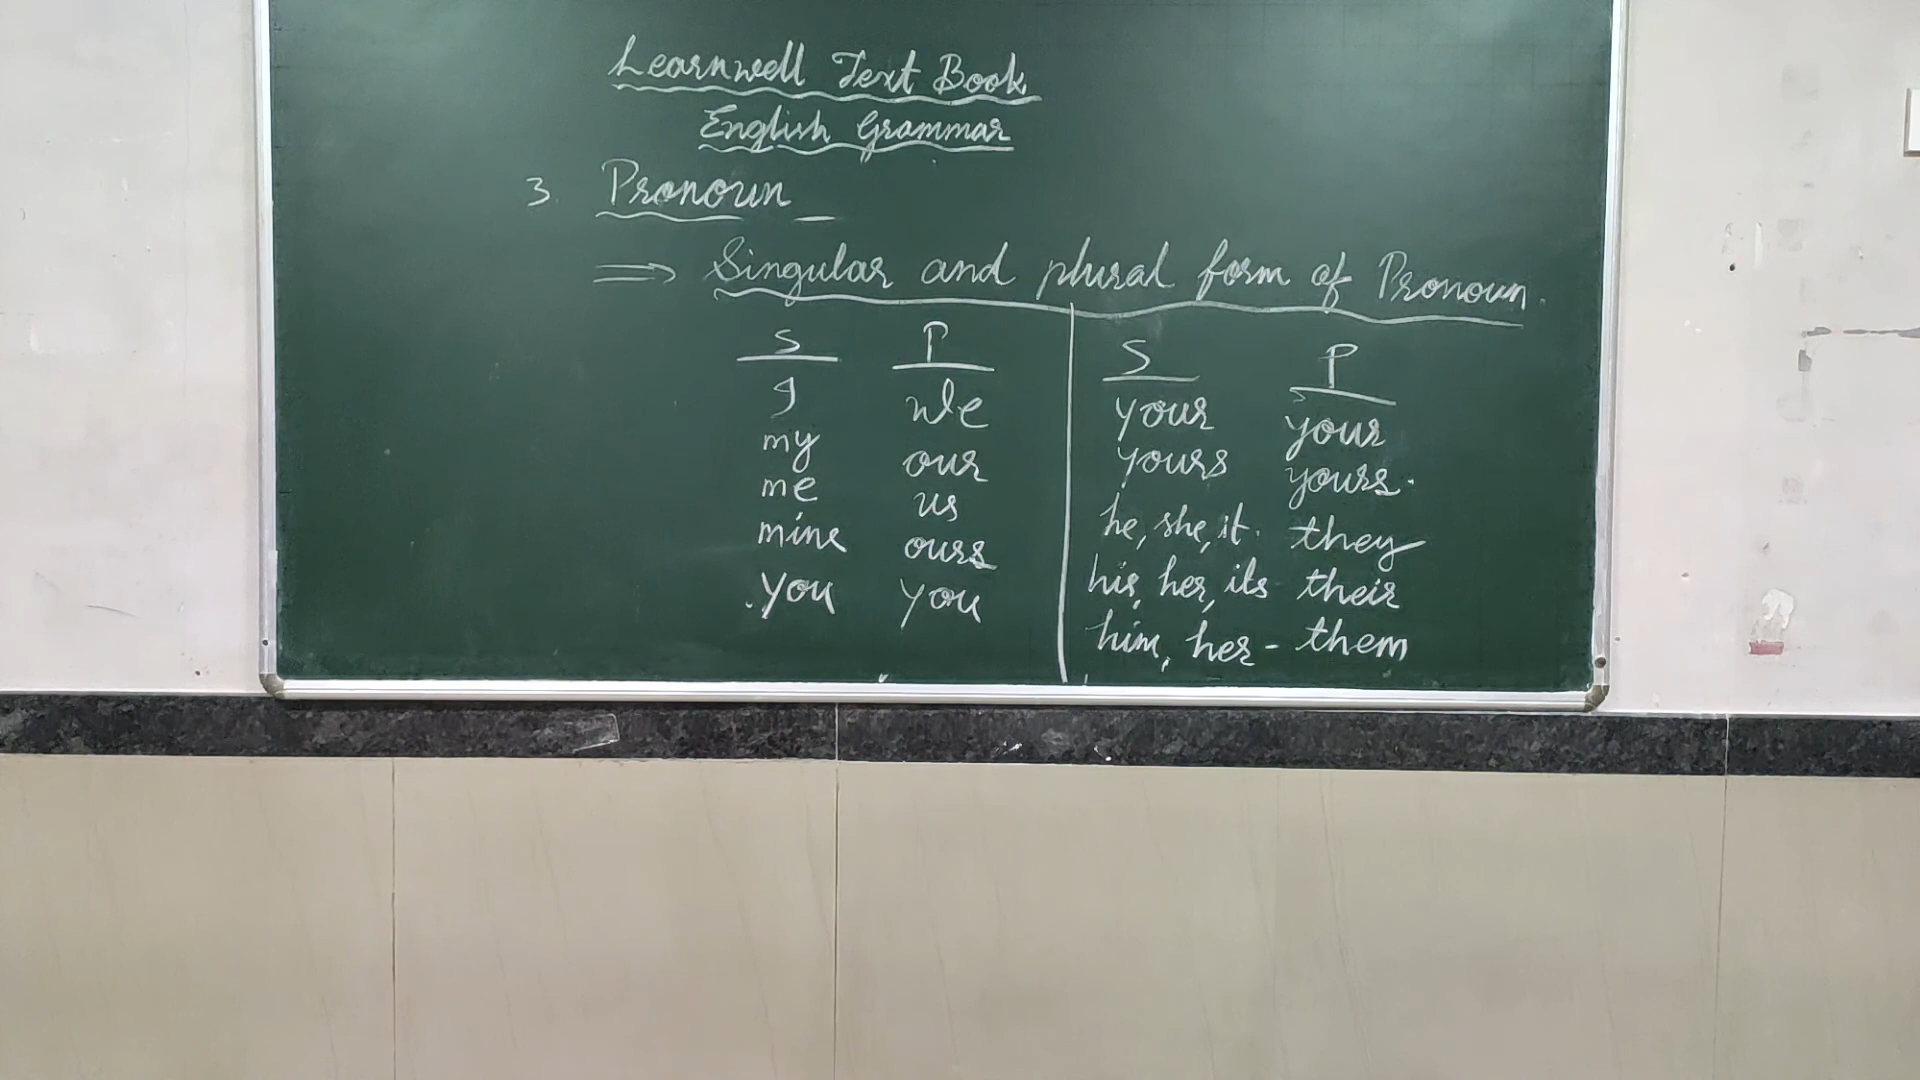 Learnwell Text Book
English Grammar
3. Pronoun
⇒ Singular and plural form of Pronoun.
S P
I we
my our
me us
mine ours
you you
S P
your your
yours yours.
he, she, it. they
his, her, its their
him, her - them